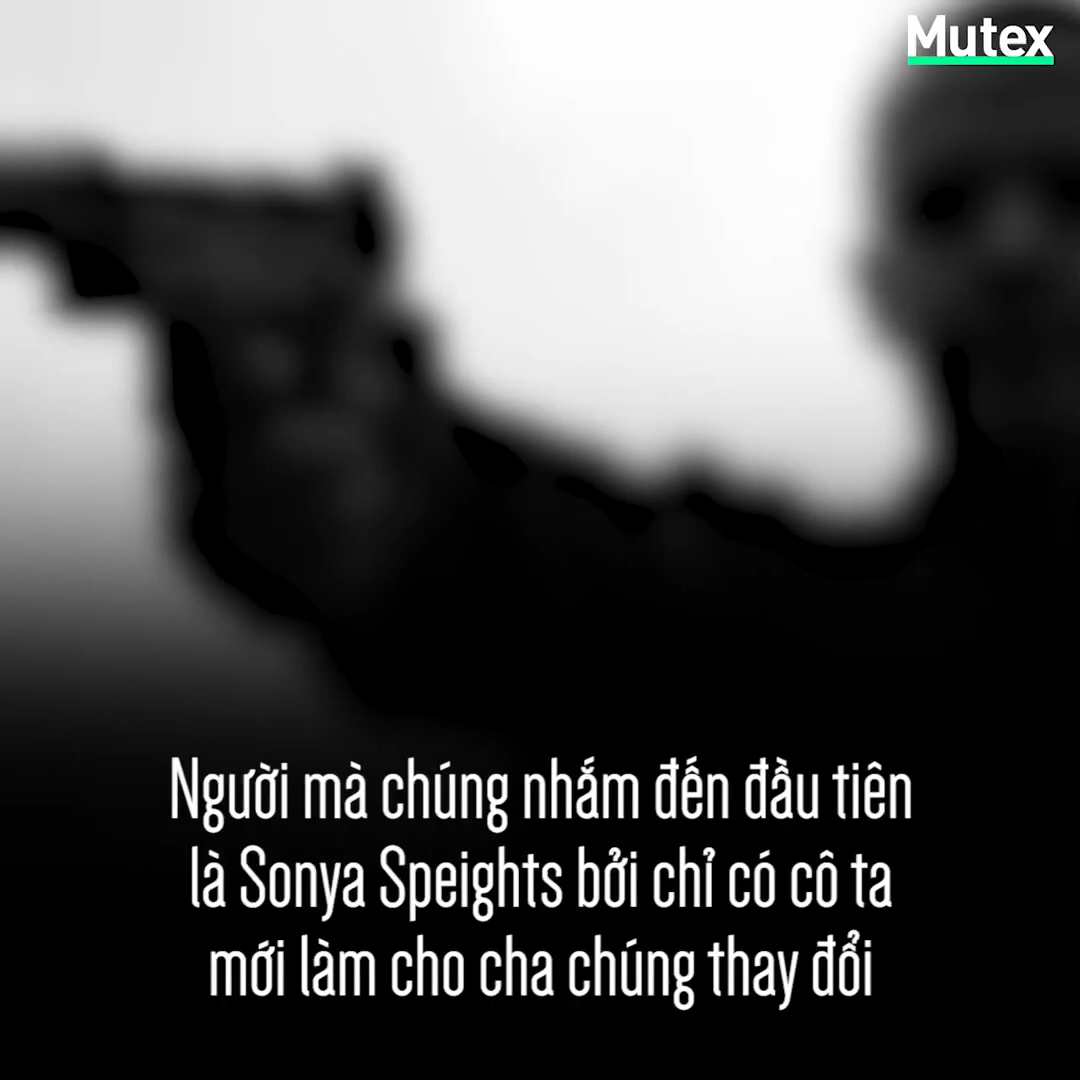 Mutex
Người mà chúng nhắm đến đầu tiên
là Sonya Speights bởi chỉ có cô ta
mới làm cho cha chúng thay đổi